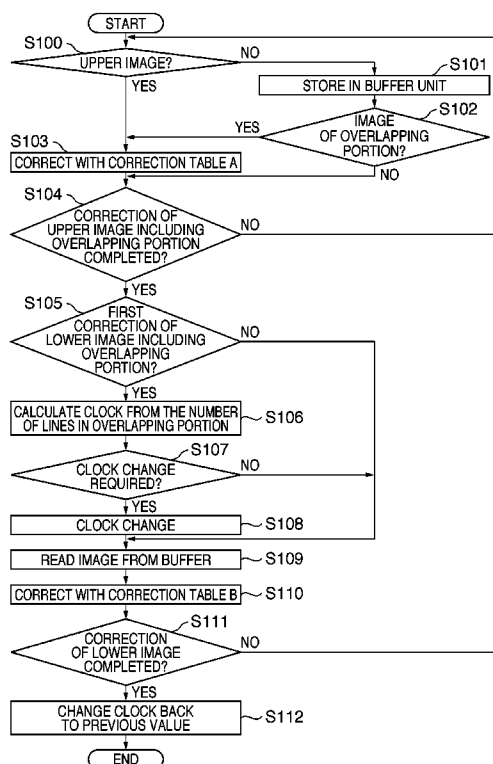 START
S100
UPPER IMAGE?
NO
YES
S101
STORE IN BUFFER UNIT
S102
IMAGE
OF OVERLAPPING
PORTION?
YES
NO
S103
CORRECT WITH CORRECTION TABLE A
S104
CORRECTION OF
UPPER IMAGE INCLUDING
OVERLAPPING PORTION
COMPLETED?
NO
YES
S105
FIRST
CORRECTION OF
LOWER IMAGE INCLUDING
OVERLAPPING
PORTION?
NO
YES
CALCULATE CLOCK FROM THE NUMBER
OF LINES IN OVERLAPPING PORTION
S106
S107
CLOCK CHANGE
REQUIRED?
NO
YES
CLOCK CHANGE
S108
READ IMAGE FROM BUFFER
S109
CORRECT WITH CORRECTION TABLE B
S110
S111
CORRECTION
OF LOWER IMAGE
COMPLETED?
NO
YES
CHANGE CLOCK BACK
TO PREVIOUS VALUE
S112
END